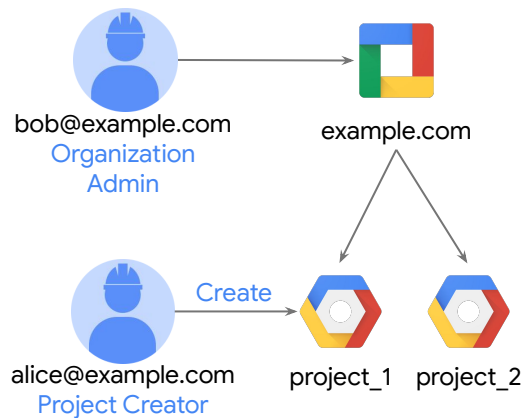 bob@example.com
Organization
Admin
example.com
Create
alice@example.com
Project Creator
project_1
project_2